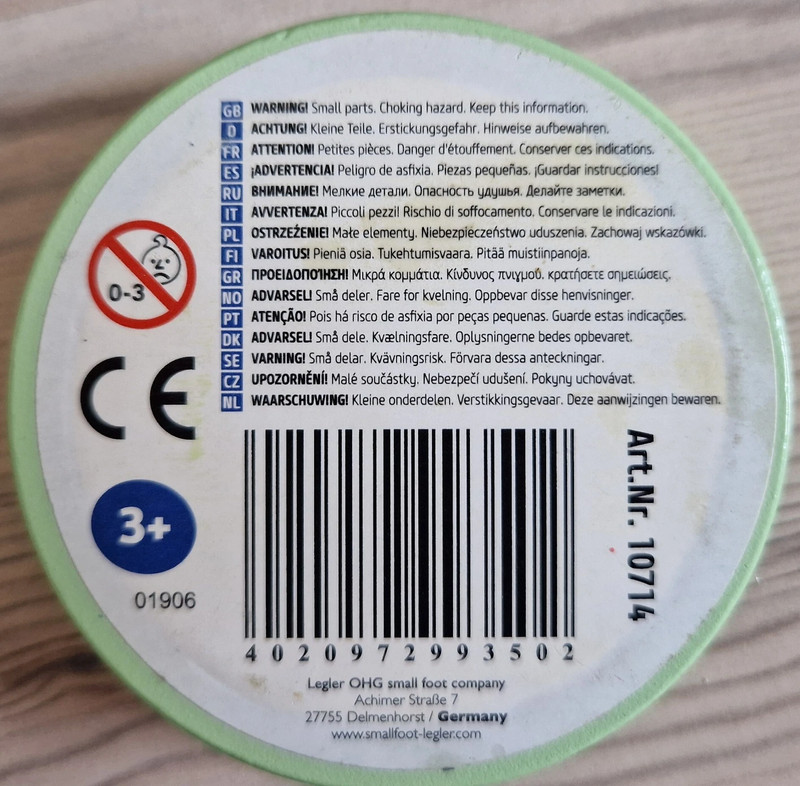 GB WARNING! Small parts. Choking hazard. Keep this information.
D ACHTUNG! Kleine Teile. Erstickungsgefahr. Hinweise aufbewahren.
FR ATTENTION! Petites pièces. Danger d'étouffement. Conserver ces indications.
ES ¡ADVERTENCIA! Peligro de asfixia. Piezas pequeñas. ¡Guardar instrucciones!
RU ВНИМАНИЕ! Мелкие детали. Опасность удушья. Делайте заметки.
IT AVVERTENZA! Piccoli pezzi! Rischio di soffocamento. Conservare le indicazioni.
PL OSTRZEŻENIE! Małe elementy. Niebezpieczeństwo uduszenia. Zachowaj wskazówki.
FI VAROITUS! Pieniä osia. Tukehtumisvaara. Pitää muistiinpanoja.
GR ΠΡΟΕΙΔΟΠΟΊΗΣΗ! Μικρά κομμάτια. Κίνδυνος πνιγμού. κρατήσετε σημειώσεις.
NO ADVARSEL! Små deler. Fare for kvelning. Oppbevar disse henvisninger.
PT ATENÇÃO! Pois há risco de asfixia por peças pequenas. Guarde estas indicações.
DK ADVARSEL! Små dele. Kvælningsfare. Oplysningerne bedes opbevaret.
SE VARNING! Små delar. Kvävningsrisk. Förvara dessa anteckningar.
CZ UPOZORNĚNÍ! Malé součástky. Nebezpečí udušení. Pokyny uchovávat.
NL WAARSCHUWING! Kleine onderdelen. Verstikkingsgevaar. Deze aanwijzingen bewaren.
0-3
CE
3+
01906
Art.Nr. 10714
4020972993502
Legler OHG small foot company
Achimer Straße 7
27755 Delmenhorst / Germany
www.smallfoot-legler.com